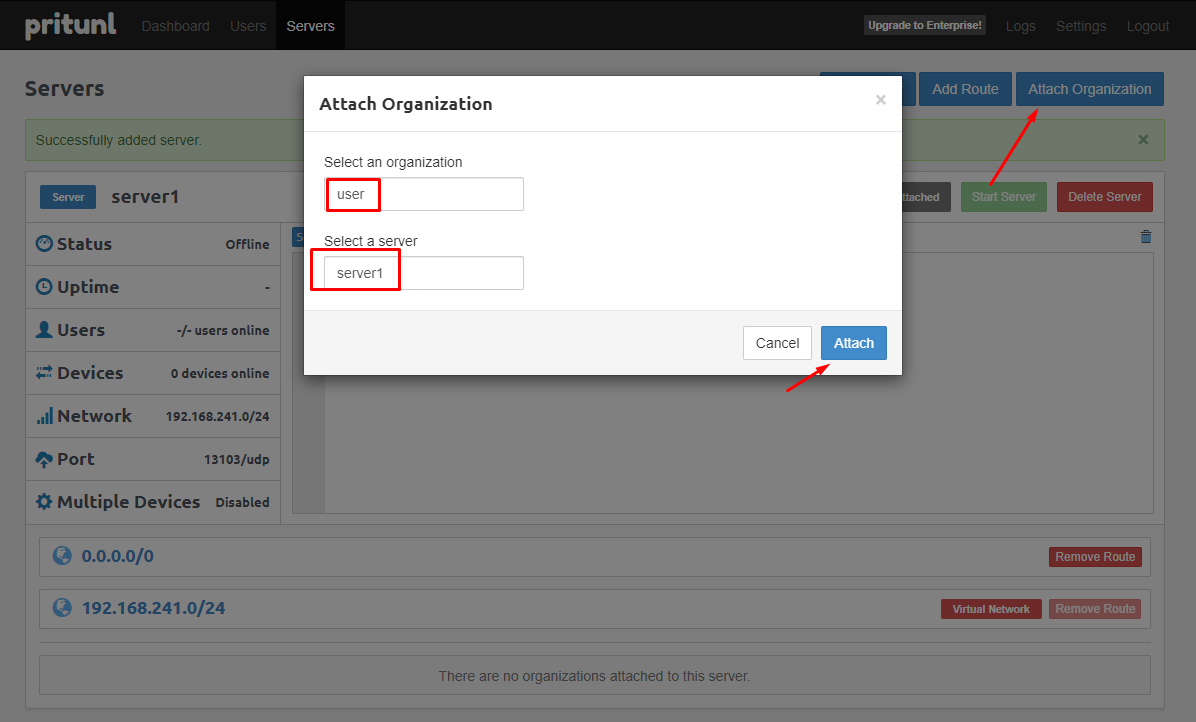 pritunl Dashboard Users Servers Upgrade to Enterprise! Logs Settings Logout
Servers
Add Route Attach Organization
Attach Organization ×
Successfully added server. ×
Select an organization
user
Server server1
ttached Start Server Delete Server
Select a server
server1
Status Offline
Uptime -
Users -/- users online
Cancel Attach
Devices 0 devices online
Network 192.168.241.0/24
Port 13103/udp
Multiple Devices Disabled
0.0.0.0/0 Remove Route
192.168.241.0/24 Virtual Network Remove Route
There are no organizations attached to this server.